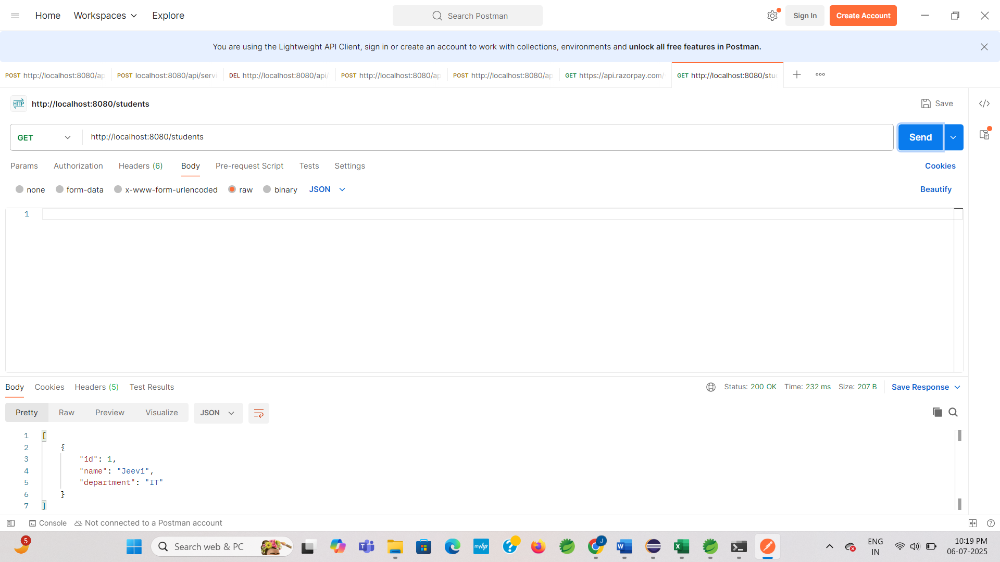 Home Workspaces Explore Search Postman Sign In Create Account
You are using the Lightweight API Client, sign in or create an account to work with collections, environments and unlock all free features in Postman.
POST http://localhost:8080/ap POST localhost:8080/api/servi DEL http://localhost:8080/api/ POST http://localhost:8080/ap POST http://localhost:8080/ap GET https://api.razorpay.com/ GET http://localhost:8080/stu
HTTP http://localhost:8080/students Save
GET http://localhost:8080/students Send
Params Authorization Headers (6) Body Pre-request Script Tests Settings Cookies
none form-data x-www-form-urlencoded raw binary JSON Beautify
1
Body Cookies Headers (5) Test Results Status: 200 OK Time: 232 ms Size: 207 B Save Response
Pretty Raw Preview Visualize JSON
1 [
2 {
3 "id": 1,
4 "name": "Jeevi",
5 "department": "IT"
6 }
7 ]
Console Not connected to a Postman account
5 Search web & PC myhp J ENG 10:19 PM
IN 06-07-2025